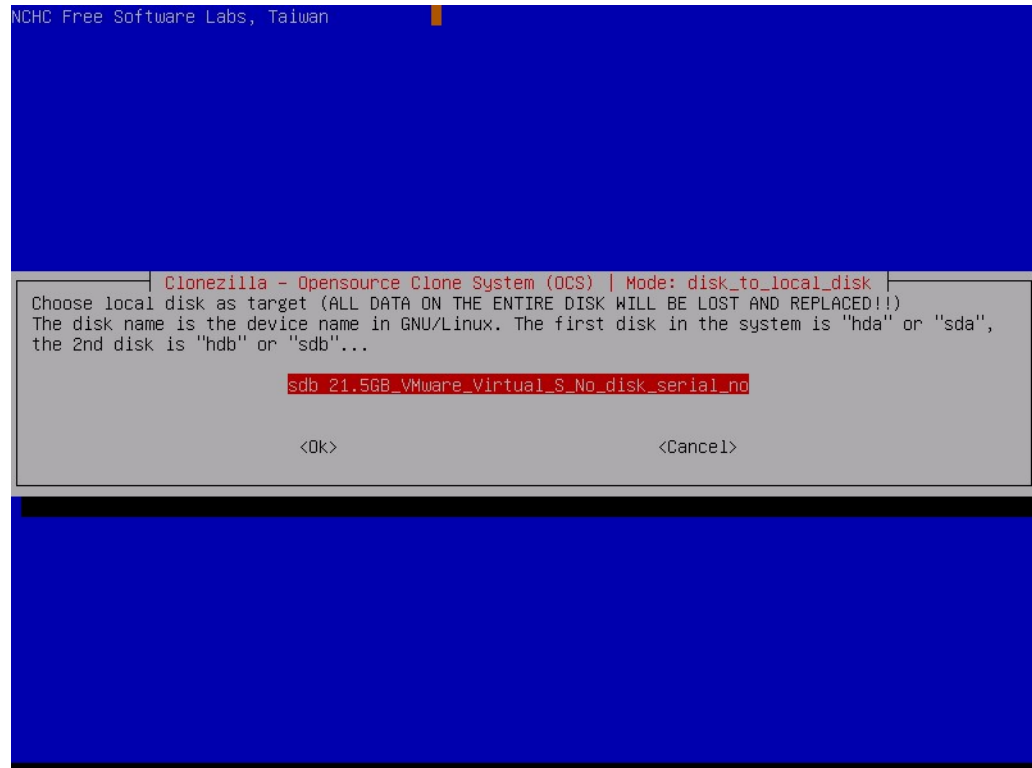 NCHC Free Software Labs, Taiwan
Clonezilla - Opensource Clone System (OCS) | Mode: disk_to_local_disk
Choose local disk as target (ALL DATA ON THE ENTIRE DISK WILL BE LOST AND REPLACED!!)
The disk name is the device name in GNU/Linux. The first disk in the system is "hda" or "sda",
the 2nd disk is "hdb" or "sdb"...
sdb 21.5GB_VMware_Virtual_S_No_disk_serial_no
<Ok> <Cancel>